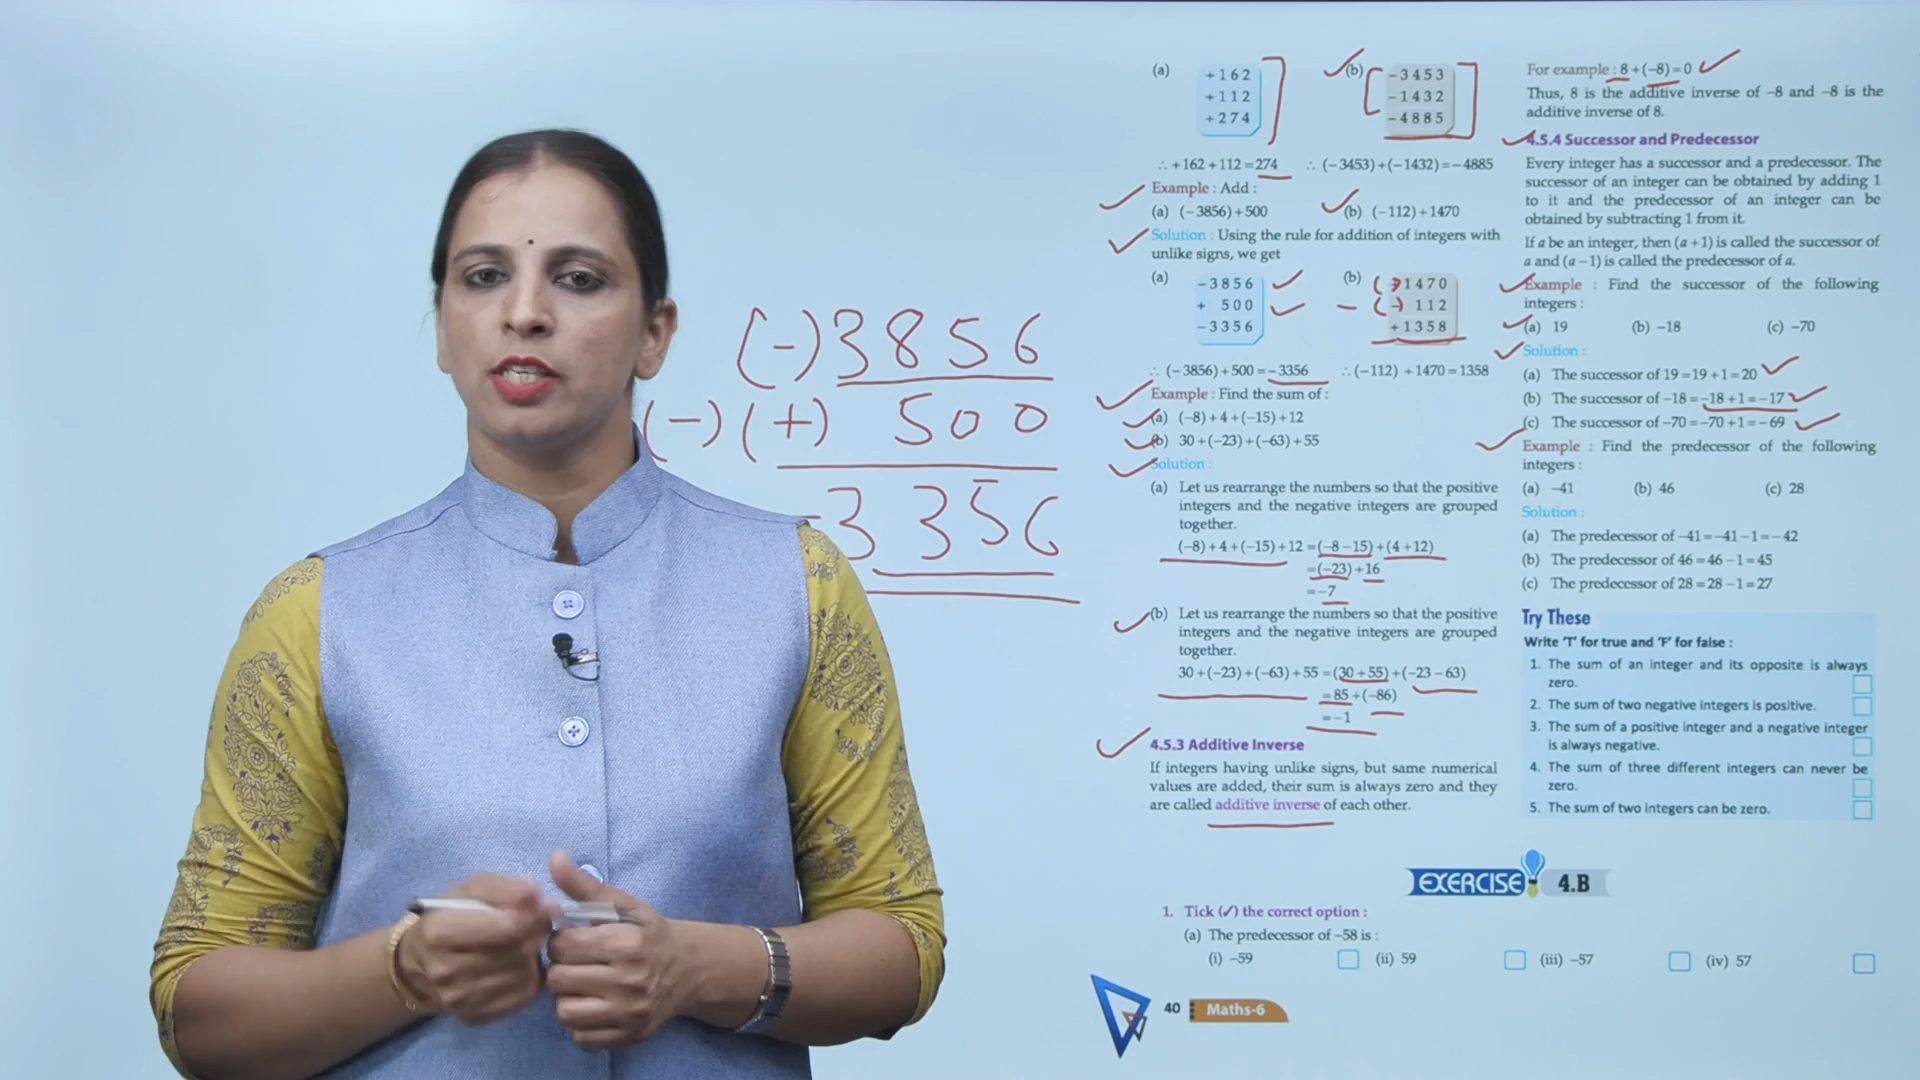 (-)3856
(-)(+) 500
-3356
(a)
+162
+112
+274
(b)
-3453
-1432
-4885
∴ +162+112=274 ∴ (-3453)+(-1432)=-4885
Example : Add :
(a) (-3856)+500 (b) (-112)+1470
Solution : Using the rule for addition of integers with
unlike signs, we get
(a)
-3856
+ 500
-3356
(b)
1470
(-) 112
+1358
∴ (-3856)+500=-3356 ∴(-112) +1470=1358
Example : Find the sum of :
(a) (-8)+4+(-15)+12
(b) 30+(-23)+(-63)+55
Solution :
(a) Let us rearrange the numbers so that the positive
integers and the negative integers are grouped
together.
(-8)+4+(-15)+12 =(-8-15)+(4+12)
=(-23)+16
=-7
(b) Let us rearrange the numbers so that the positive
integers and the negative integers are grouped
together.
30+(-23)+(-63)+55 =(30+55)+(-23-63)
=85+(-86)
=-1
4.5.3 Additive Inverse
If integers having unlike signs, but same numerical
values are added, their sum is always zero and they
are called additive inverse of each other.
For example : 8+(-8)=0
Thus, 8 is the additive inverse of -8 and -8 is the
additive inverse of 8.
4.5.4 Successor and Predecessor
Every integer has a successor and a predecessor. The
successor of an integer can be obtained by adding 1
to it and the predecessor of an integer can be
obtained by subtracting 1 from it.
If a be an integer, then (a+1) is called the successor of
a and (a-1) is called the predecessor of a.
Example : Find the successor of the following
integers :
(a) 19 (b) -18 (c) -70
Solution :
(a) The successor of 19=19+1=20
(b) The successor of -18=-18+1=-17
(c) The successor of -70=-70+1=-69
Example : Find the predecessor of the following
integers :
(a) -41 (b) 46 (c) 28
Solution :
(a) The predecessor of -41=-41-1=-42
(b) The predecessor of 46=46-1=45
(c) The predecessor of 28=28-1=27
Try These
Write 'T' for true and 'F' for false :
1. The sum of an integer and its opposite is always
zero.
2. The sum of two negative integers is positive.
3. The sum of a positive integer and a negative integer
is always negative.
4. The sum of three different integers can never be
zero.
5. The sum of two integers can be zero.
EXERCISE 4.B
1. Tick (✓) the correct option :
(a) The predecessor of -58 is :
(i) -59 (ii) 59 (iii) -57 (iv) 57
40 Maths-6